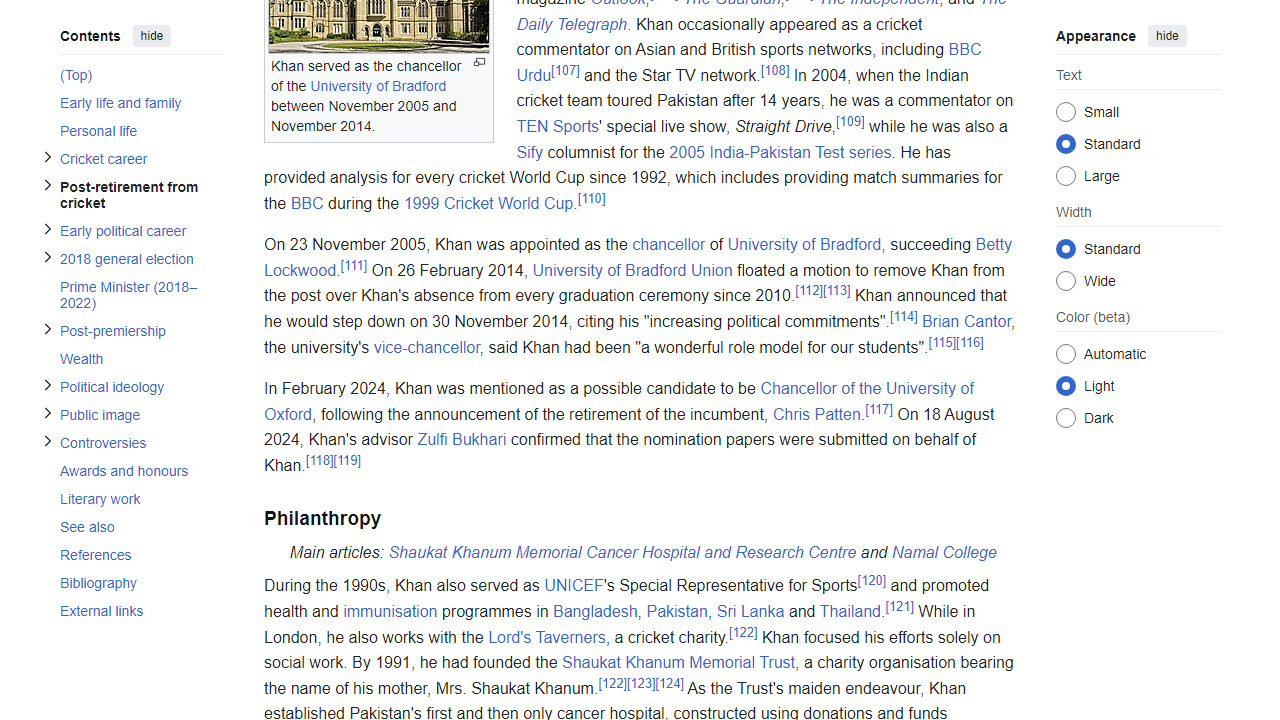 Contents hide
(Top)
Early life and family
Personal life
Cricket career
Post-retirement from
cricket
Early political career
2018 general election
Prime Minister (2018–
2022)
Post-premiership
Wealth
Political ideology
Public image
Controversies
Awards and honours
Literary work
See also
References
Bibliography
External links
Khan served as the chancellor
of the University of Bradford
between November 2005 and
November 2014.
magazine Outlook, The Guardian, The Independent, and The
Daily Telegraph. Khan occasionally appeared as a cricket
commentator on Asian and British sports networks, including BBC
Urdu[107] and the Star TV network.[108] In 2004, when the Indian
cricket team toured Pakistan after 14 years, he was a commentator on
TEN Sports' special live show, Straight Drive,[109] while he was also a
Sify columnist for the 2005 India-Pakistan Test series. He has
provided analysis for every cricket World Cup since 1992, which includes providing match summaries for
the BBC during the 1999 Cricket World Cup.[110]
On 23 November 2005, Khan was appointed as the chancellor of University of Bradford, succeeding Betty
Lockwood.[111] On 26 February 2014, University of Bradford Union floated a motion to remove Khan from
the post over Khan's absence from every graduation ceremony since 2010.[112][113] Khan announced that
he would step down on 30 November 2014, citing his "increasing political commitments".[114] Brian Cantor,
the university's vice-chancellor, said Khan had been "a wonderful role model for our students".[115][116]
In February 2024, Khan was mentioned as a possible candidate to be Chancellor of the University of
Oxford, following the announcement of the retirement of the incumbent, Chris Patten.[117] On 18 August
2024, Khan's advisor Zulfi Bukhari confirmed that the nomination papers were submitted on behalf of
Khan.[118][119]
Philanthropy
Main articles: Shaukat Khanum Memorial Cancer Hospital and Research Centre and Namal College
During the 1990s, Khan also served as UNICEF's Special Representative for Sports[120] and promoted
health and immunisation programmes in Bangladesh, Pakistan, Sri Lanka and Thailand.[121] While in
London, he also works with the Lord's Taverners, a cricket charity.[122] Khan focused his efforts solely on
social work. By 1991, he had founded the Shaukat Khanum Memorial Trust, a charity organisation bearing
the name of his mother, Mrs. Shaukat Khanum.[122][123][124] As the Trust's maiden endeavour, Khan
established Pakistan's first and then only cancer hospital, constructed using donations and funds
Appearance hide
Text
Small
Standard
Large
Width
Standard
Wide
Color (beta)
Automatic
Light
Dark